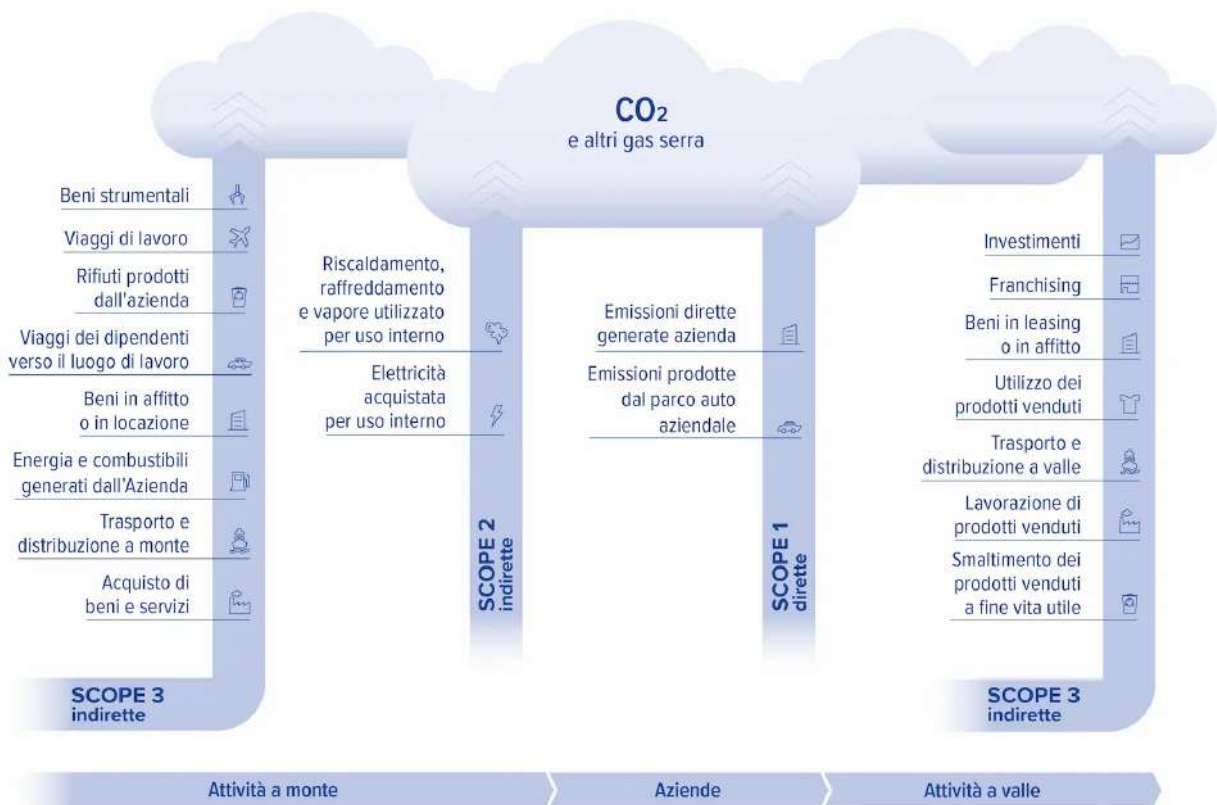 CO₂
e altri gas serra
Beni strumentali
Viaggi di lavoro
Rifiuti prodotti
dall'azienda
Viaggi dei dipendenti
verso il luogo di lavoro
Beni in affitto
o in locazione
Energia e combustibili
generati dall'Azienda
Trasporto e
distribuzione a monte
Acquisto di
beni e servizi
SCOPE 3
indirette
Riscaldamento,
raffreddamento
e vapore utilizzato
per uso interno
Elettricità
acquistata
per uso interno
SCOPE 2
indirette
Emissioni dirette
generate azienda
Emissioni prodotte
dal parco auto
aziendale
SCOPE 1
dirette
Investimenti
Franchising
Beni in leasing
o in affitto
Utilizzo dei
prodotti venduti
Trasporto e
distribuzione a valle
Lavorazione di
prodotti venduti
Smaltimento dei
prodotti venduti
a fine vita utile
SCOPE 3
indirette
Attività a monte
Aziende
Attività a valle